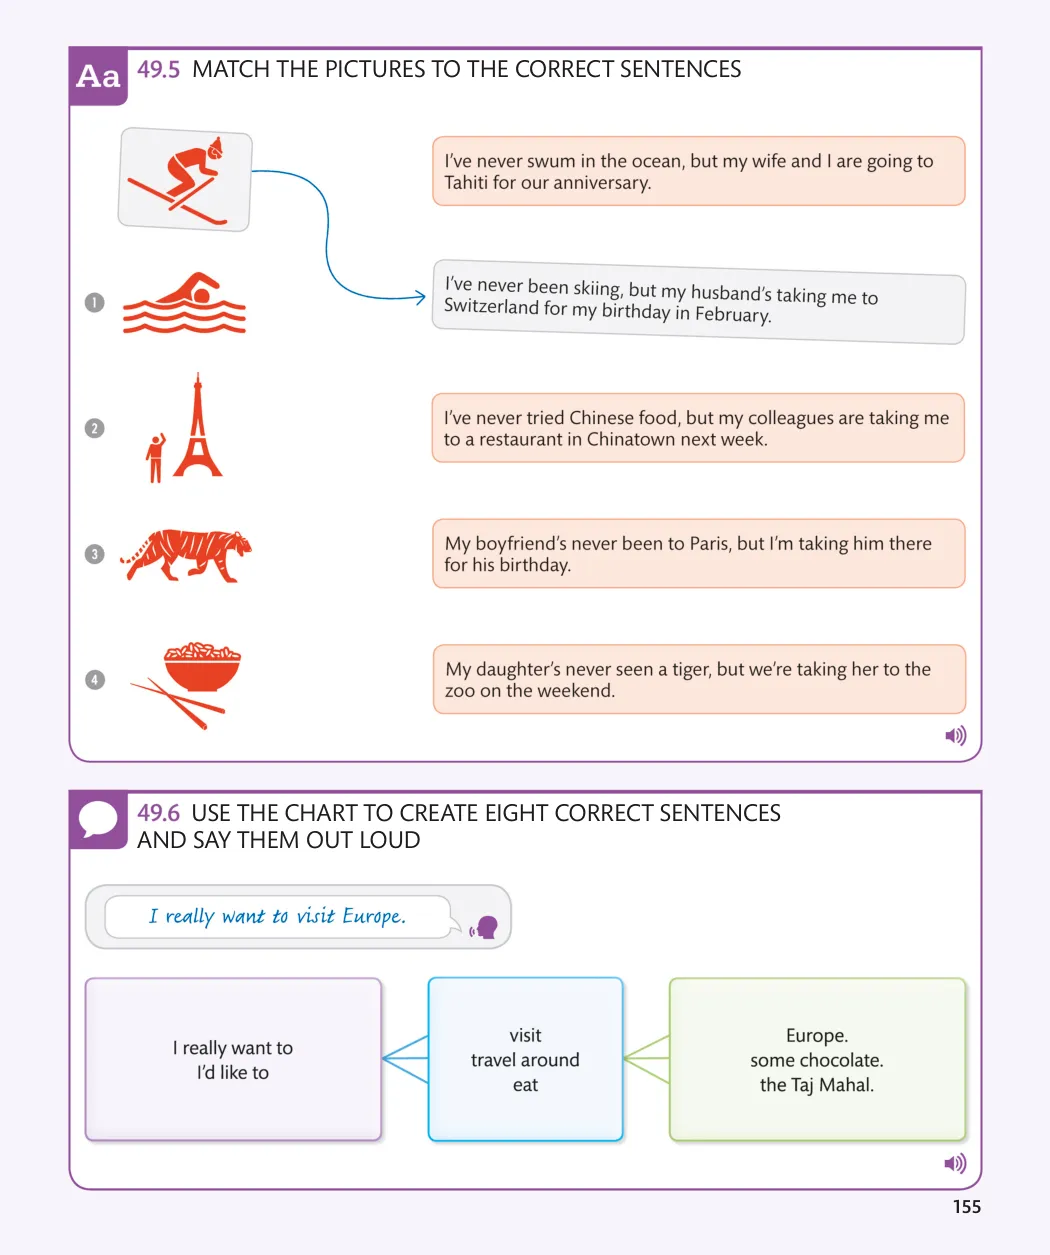 Aa
49.5 MATCH THE PICTURES TO THE CORRECT SENTENCES
I've never swum in the ocean, but my wife and I are going to
Tahiti for our anniversary.
I've never been skiing, but my husband's taking me to
Switzerland for my birthday in February.
1
2
I've never tried Chinese food, but my colleagues are taking me
to a restaurant in Chinatown next week.
3
My boyfriend's never been to Paris, but I'm taking him there
for his birthday.
4
My daughter's never seen a tiger, but we're taking her to the
zoo on the weekend.
49.6 USE THE CHART TO CREATE EIGHT CORRECT SENTENCES
AND SAY THEM OUT LOUD
I really want to visit Europe.
I really want to
I'd like to
visit
travel around
eat
Europe.
some chocolate.
the Taj Mahal.
155